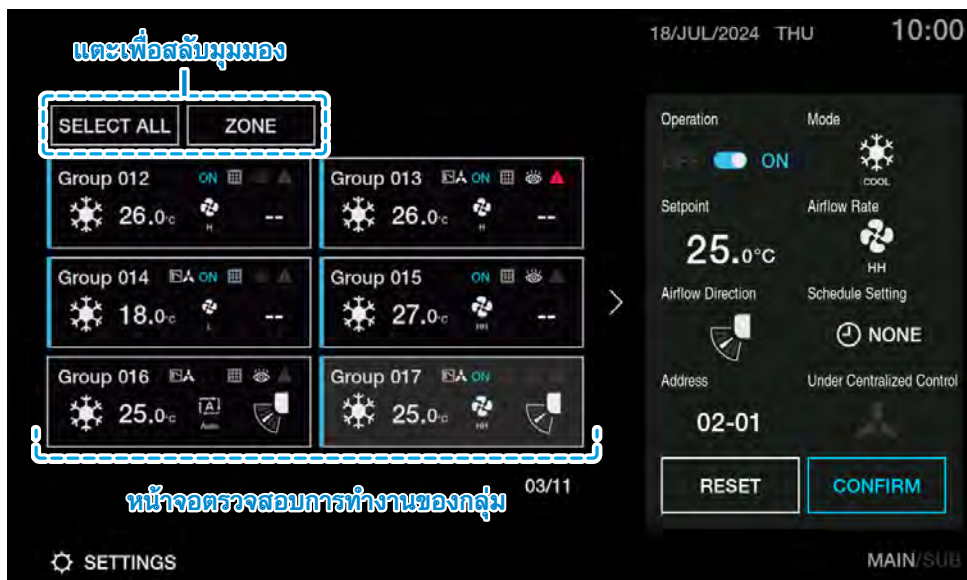 18/JUL/2024 THU 10:00
แตะเพื่อสลับมุมมอง
SELECT ALL ZONE
Group 012 ON
26.0°C H --
Group 013 ON
26.0°C H --
Group 014 ON
18.0°C L --
Group 015 ON
27.0°C HH --
Group 016
25.0°C A Auto
Group 017 ON
25.0°C HH
หน้าจอตรวจสอบการทำงานของกลุ่ม
03/11
Operation Mode
OFF ON COOL
Setpoint Airflow Rate
25.0°C HH
Airflow Direction Schedule Setting
NONE
Address Under Centralized Control
02-01
RESET CONFIRM
SETTINGS MAIN/SUB